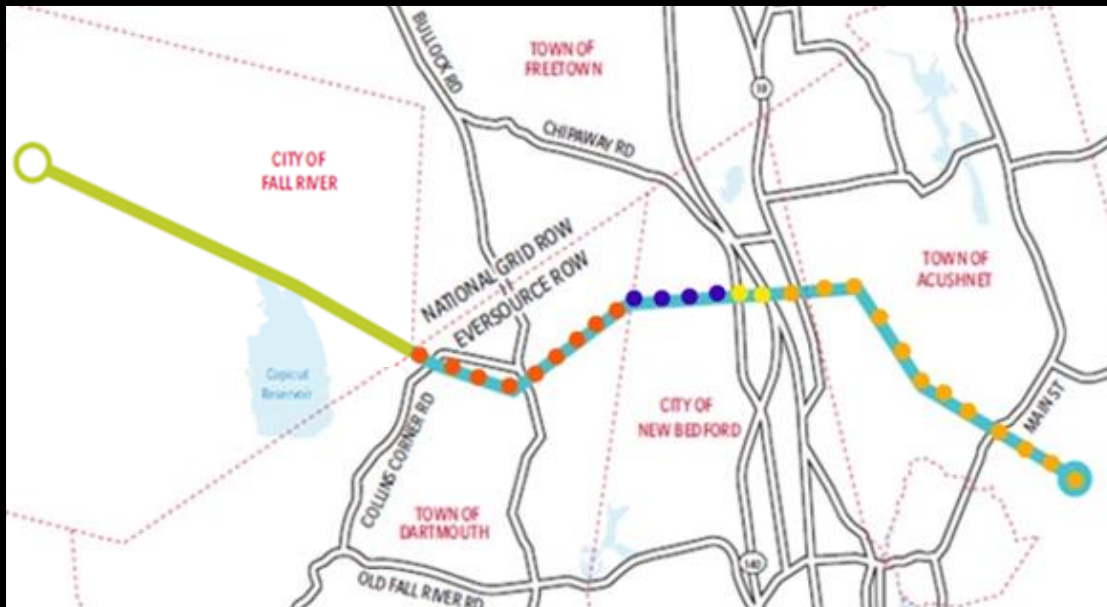 BULLOCK RD
TOWN OF
FREETOWN
18
CHIPAWAY RD
CITY OF
FALL RIVER
NATIONAL GRID ROW
EVERSOURCE ROW
TOWN OF
ACUSHNET
Copicut
Reservoir
COLLINS CORNER RD
CITY OF
NEW BEDFORD
MAIN ST
TOWN OF
DARTMOUTH
140
OLD FALL RIVER RD